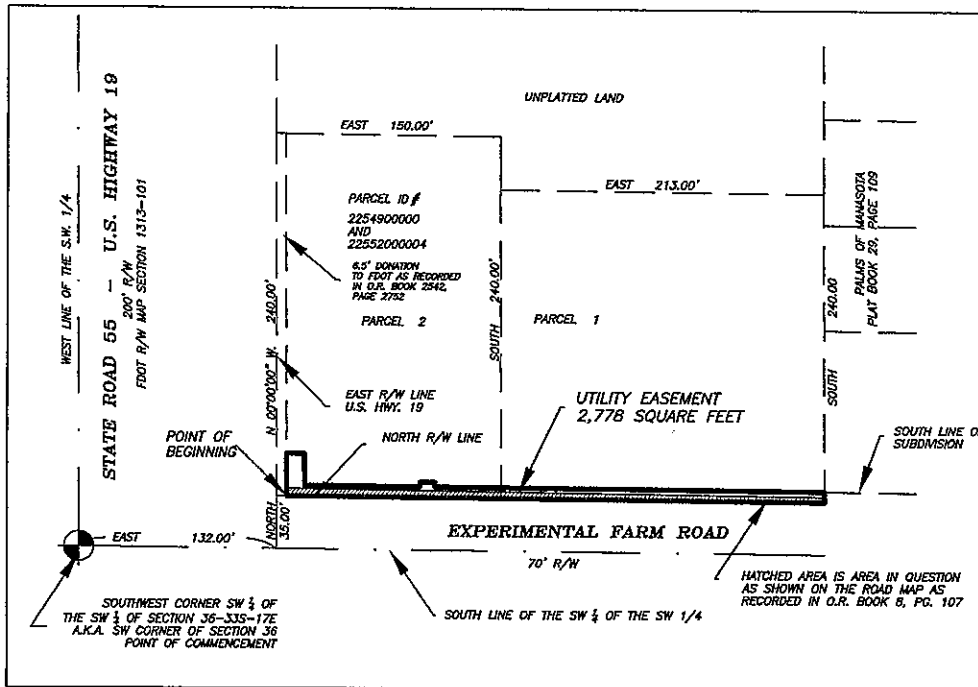 UNPLATTED LAND
WEST LINE OF THE S.W. 1/4
STATE ROAD 55 - U.S. HIGHWAY 19
200' R/W
FDOT R/W MAP SECTION 1313-101
EAST 150.00'
EAST 213.00'
PARCEL ID #
2254900000
AND
22552000004
6.5' DONATION
TO FDOT AS RECORDED
IN O.R. BOOK 2542,
PAGE 2752
PARCEL 2
PARCEL 1
N 00°00'00" W. 240.00'
SOUTH 240.00'
SOUTH 240.00
PALMS OF MANASOTA
PLAT BOOK 29, PAGE 109
EAST R/W LINE
U.S. HWY. 19
UTILITY EASEMENT
2,778 SQUARE FEET
POINT OF
BEGINNING
NORTH R/W LINE
SOUTH LINE O
SUBDIVISION
NORTH
35.00'
EXPERIMENTAL FARM ROAD
70' R/W
EAST 132.00'
HATCHED AREA IS AREA IN QUESTION
AS SHOWN ON THE ROAD MAP AS
RECORDED IN O.R. BOOK 8, PG. 107
SOUTHWEST CORNER SW ¼ OF
THE SW ¼ OF SECTION 36-33S-17E
A.K.A. SW CORNER OF SECTION 36
POINT OF COMMENCEMENT
SOUTH LINE OF THE SW ¼ OF THE SW 1/4